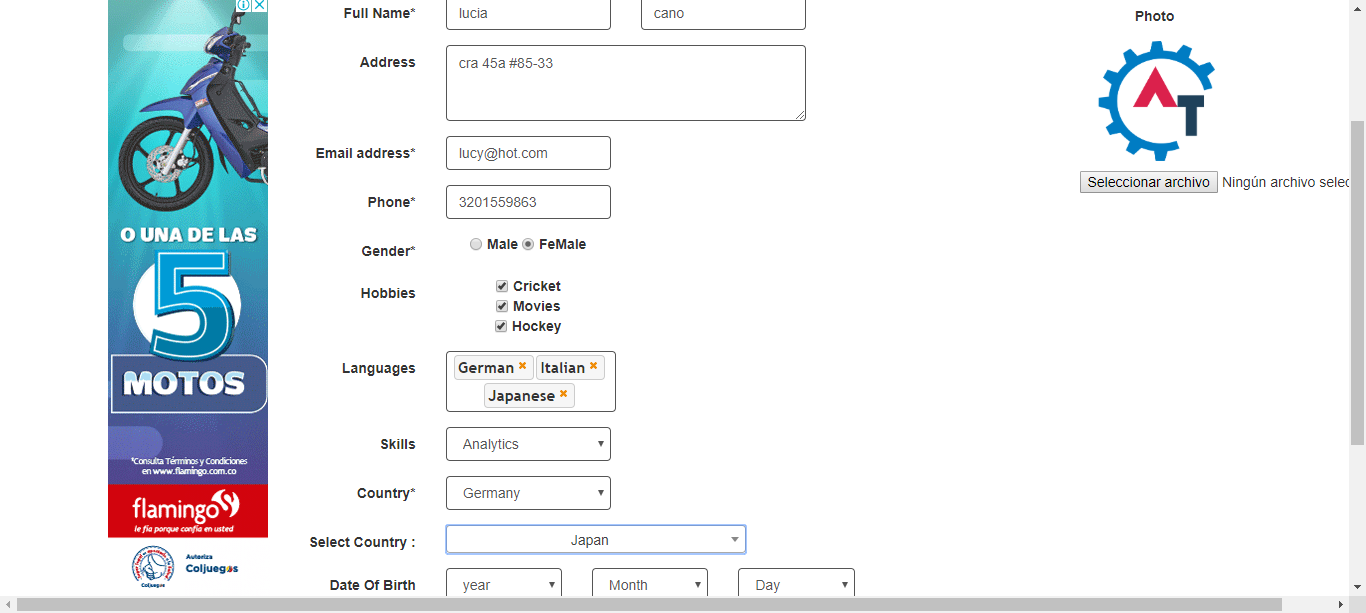 Full Name* lucia cano
Photo
Address cra 45a #85-33
Email address* lucy@hot.com
Seleccionar archivo Ningún archivo selec
Phone* 3201559863
Gender* Male FeMale
Hobbies Cricket
Movies
Hockey
Languages German Italian
Japanese
Skills Analytics
Country* Germany
Select Country : Japan
Date Of Birth year Month Day
O UNA DE LAS
5
MOTOS
*Consulta Términos y Condiciones
en www.flamingo.com.co
flamingo
le fía porque confía en usted
Autoriza
Coljuegos
Coljuegos
AT